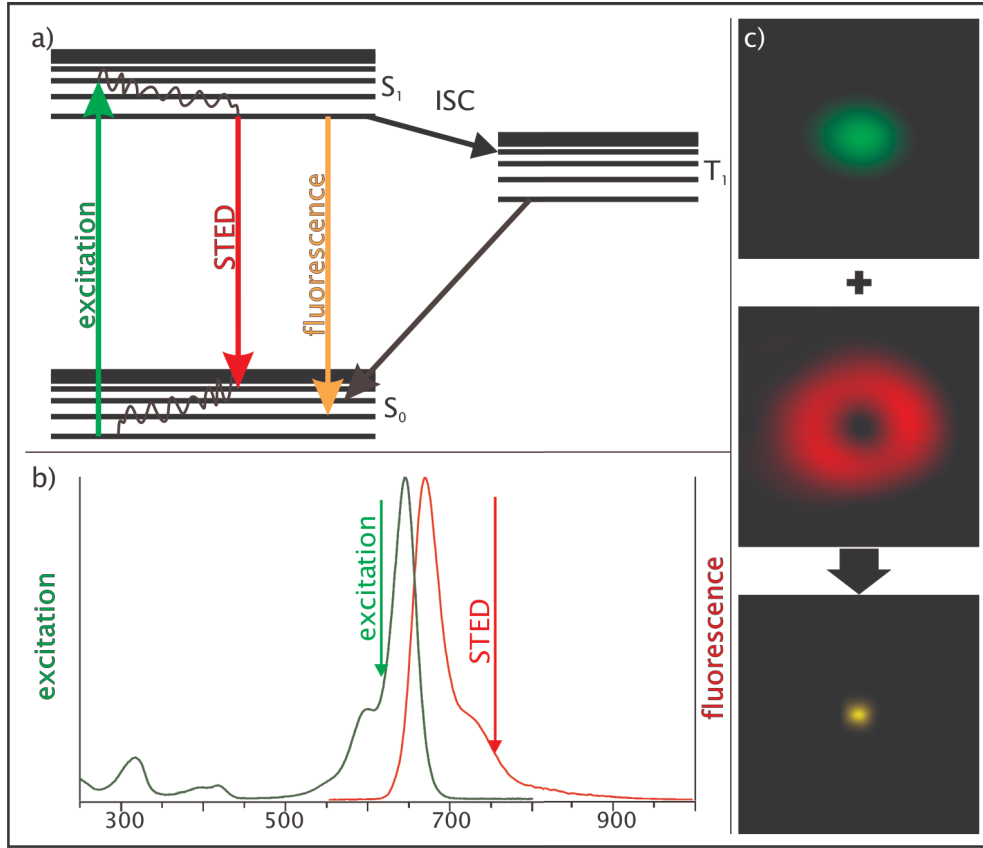 a)
S₁
ISC
T₁
excitation
STED
fluorescence
S₀
b)
excitation
excitation
STED
fluorescence
300
500
700
900
c)
+